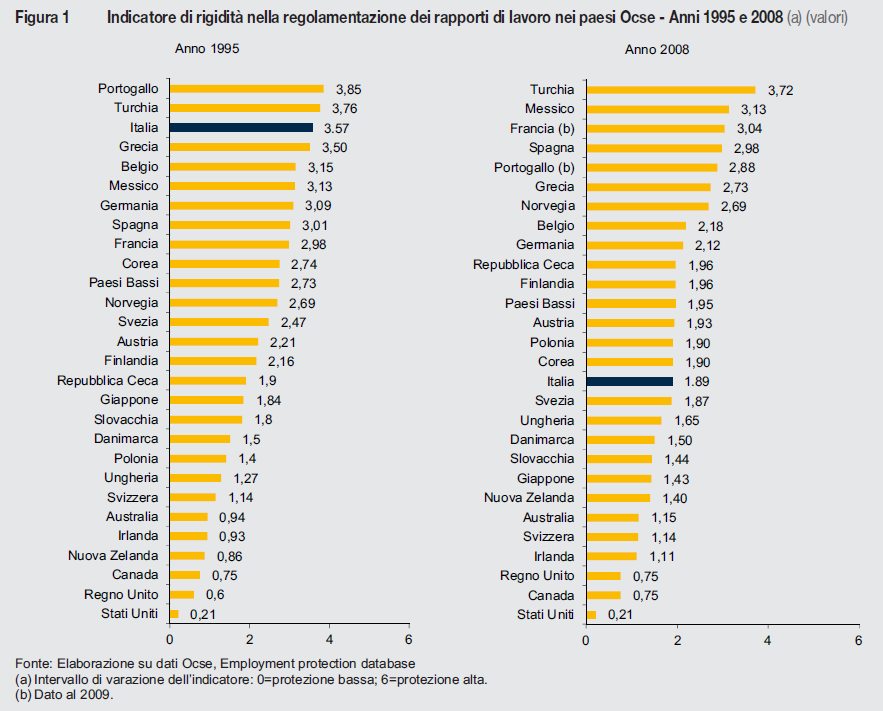 Figura 1 Indicatore di rigidità nella regolamentazione dei rapporti di lavoro nei paesi Ocse - Anni 1995 e 2008 (a) (valori)
Anno 1995
Portogallo 3,85
Turchia 3,76
Italia 3.57
Grecia 3,50
Belgio 3,15
Messico 3,13
Germania 3,09
Spagna 3,01
Francia 2,98
Corea 2,74
Paesi Bassi 2,73
Norvegia 2,69
Svezia 2,47
Austria 2,21
Finlandia 2,16
Repubblica Ceca 1,9
Giappone 1,84
Slovacchia 1,8
Danimarca 1,5
Polonia 1,4
Ungheria 1,27
Svizzera 1,14
Australia 0,94
Irlanda 0,93
Nuova Zelanda 0,86
Canada 0,75
Regno Unito 0,6
Stati Uniti 0,21
0 2 4 6
Anno 2008
Turchia 3,72
Messico 3,13
Francia (b) 3,04
Spagna 2,98
Portogallo (b) 2,88
Grecia 2,73
Norvegia 2,69
Belgio 2,18
Germania 2,12
Repubblica Ceca 1,96
Finlandia 1,96
Paesi Bassi 1,95
Austria 1,93
Polonia 1,90
Corea 1,90
Italia 1.89
Svezia 1,87
Ungheria 1,65
Danimarca 1,50
Slovacchia 1,44
Giappone 1,43
Nuova Zelanda 1,40
Australia 1,15
Svizzera 1,14
Irlanda 1,11
Regno Unito 0,75
Canada 0,75
Stati Uniti 0,21
0 2 4 6
Fonte: Elaborazione su dati Ocse, Employment protection database
(a) Intervallo di varazione dell'indicatore: 0=protezione bassa; 6=protezione alta.
(b) Dato al 2009.